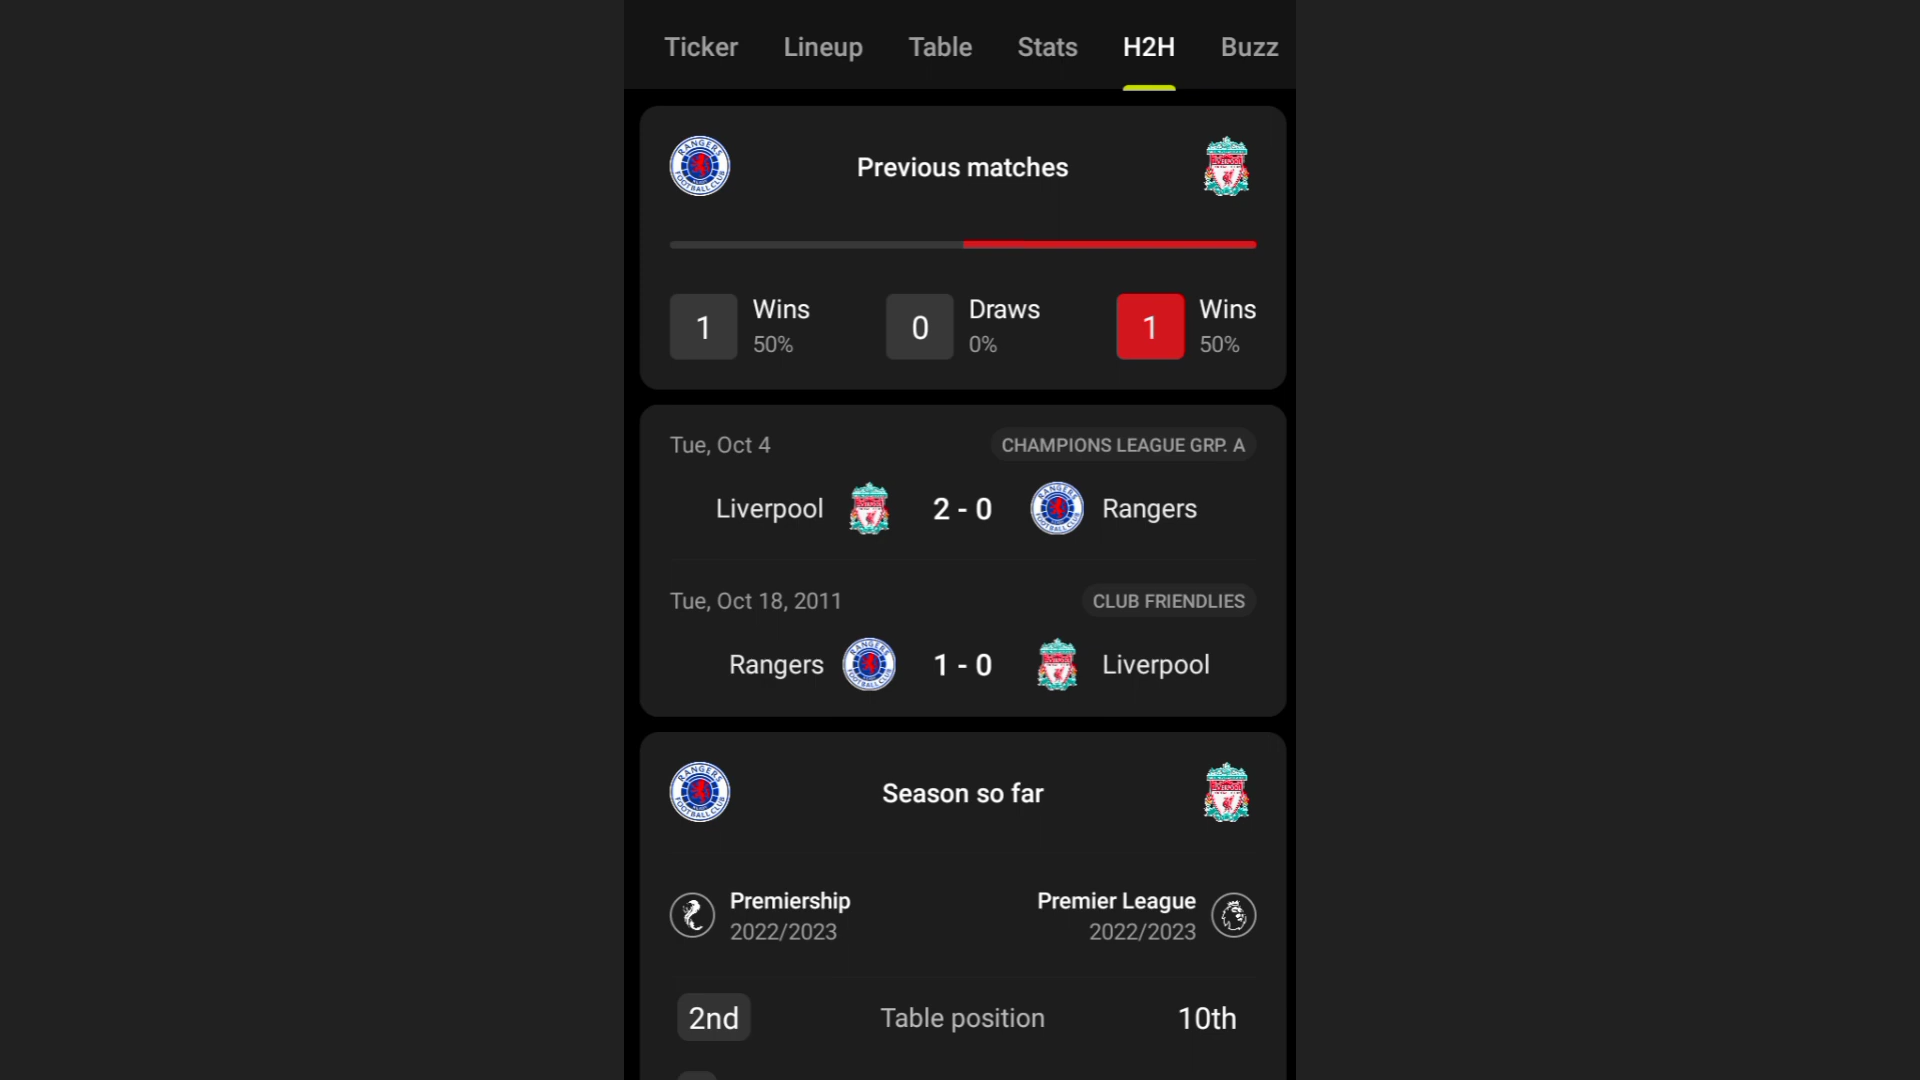 Ticker Lineup Table Stats H2H Buzz
Previous matches
1 Wins 50%
0 Draws 0%
1 Wins 50%
Tue, Oct 4 CHAMPIONS LEAGUE GRP. A
Liverpool 2 - 0 Rangers
Tue, Oct 18, 2011 CLUB FRIENDLIES
Rangers 1 - 0 Liverpool
Season so far
Premiership Premier League
2022/2023 2022/2023
2nd Table position 10th